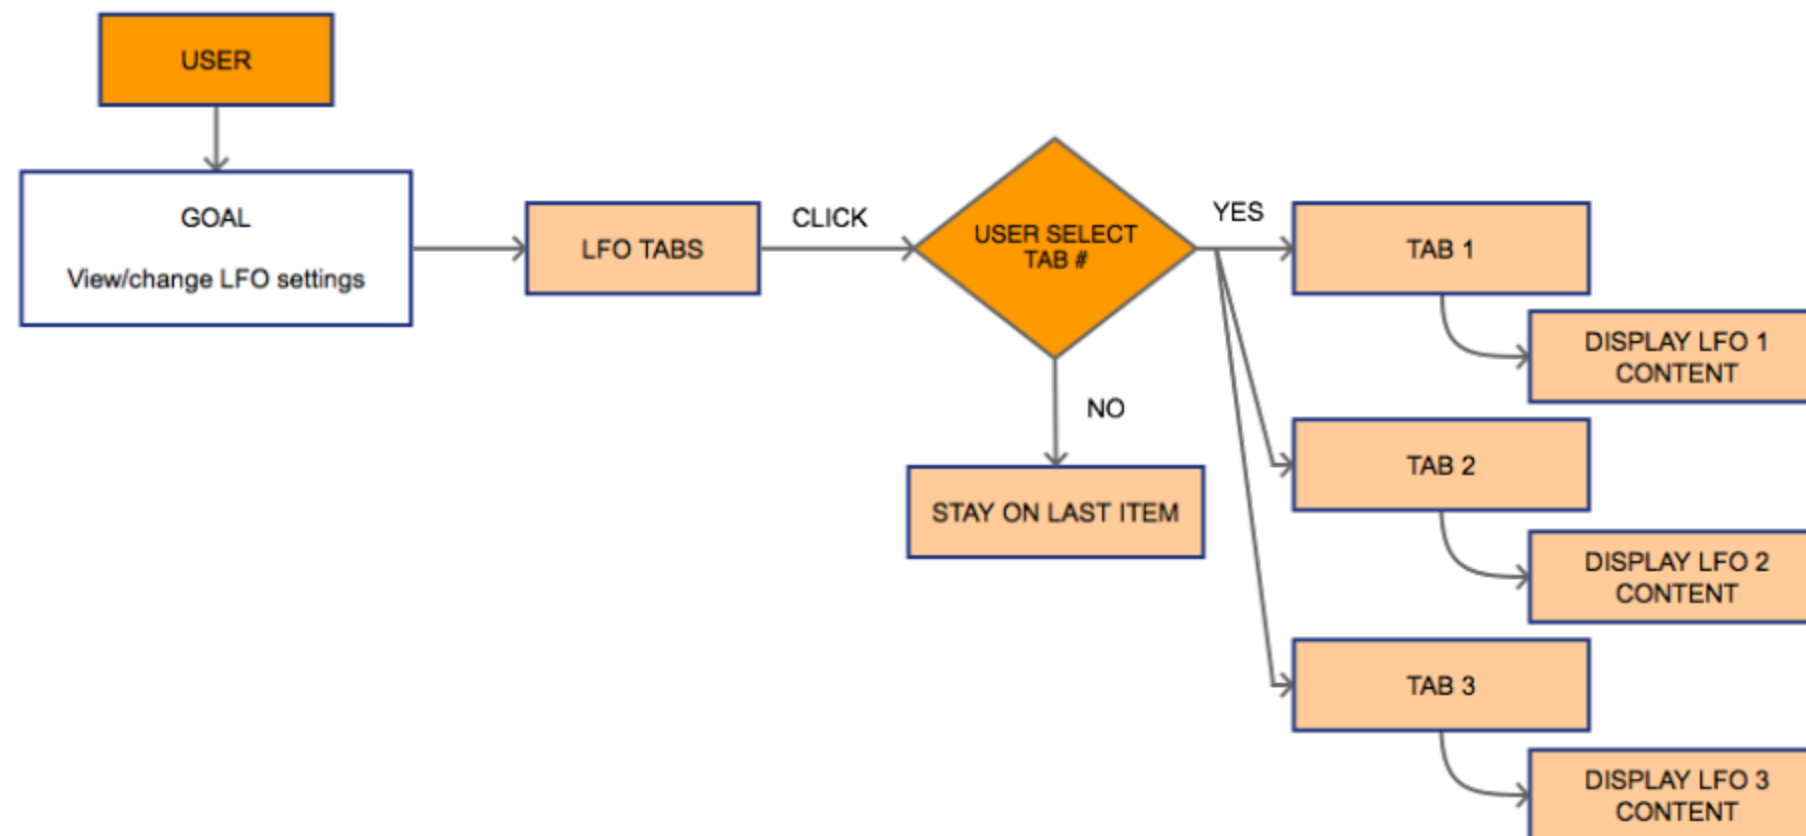 USER
GOAL
View/change LFO settings
LFO TABS
CLICK
USER SELECT
TAB #
YES
NO
STAY ON LAST ITEM
TAB 1
DISPLAY LFO 1
CONTENT
TAB 2
DISPLAY LFO 2
CONTENT
TAB 3
DISPLAY LFO 3
CONTENT